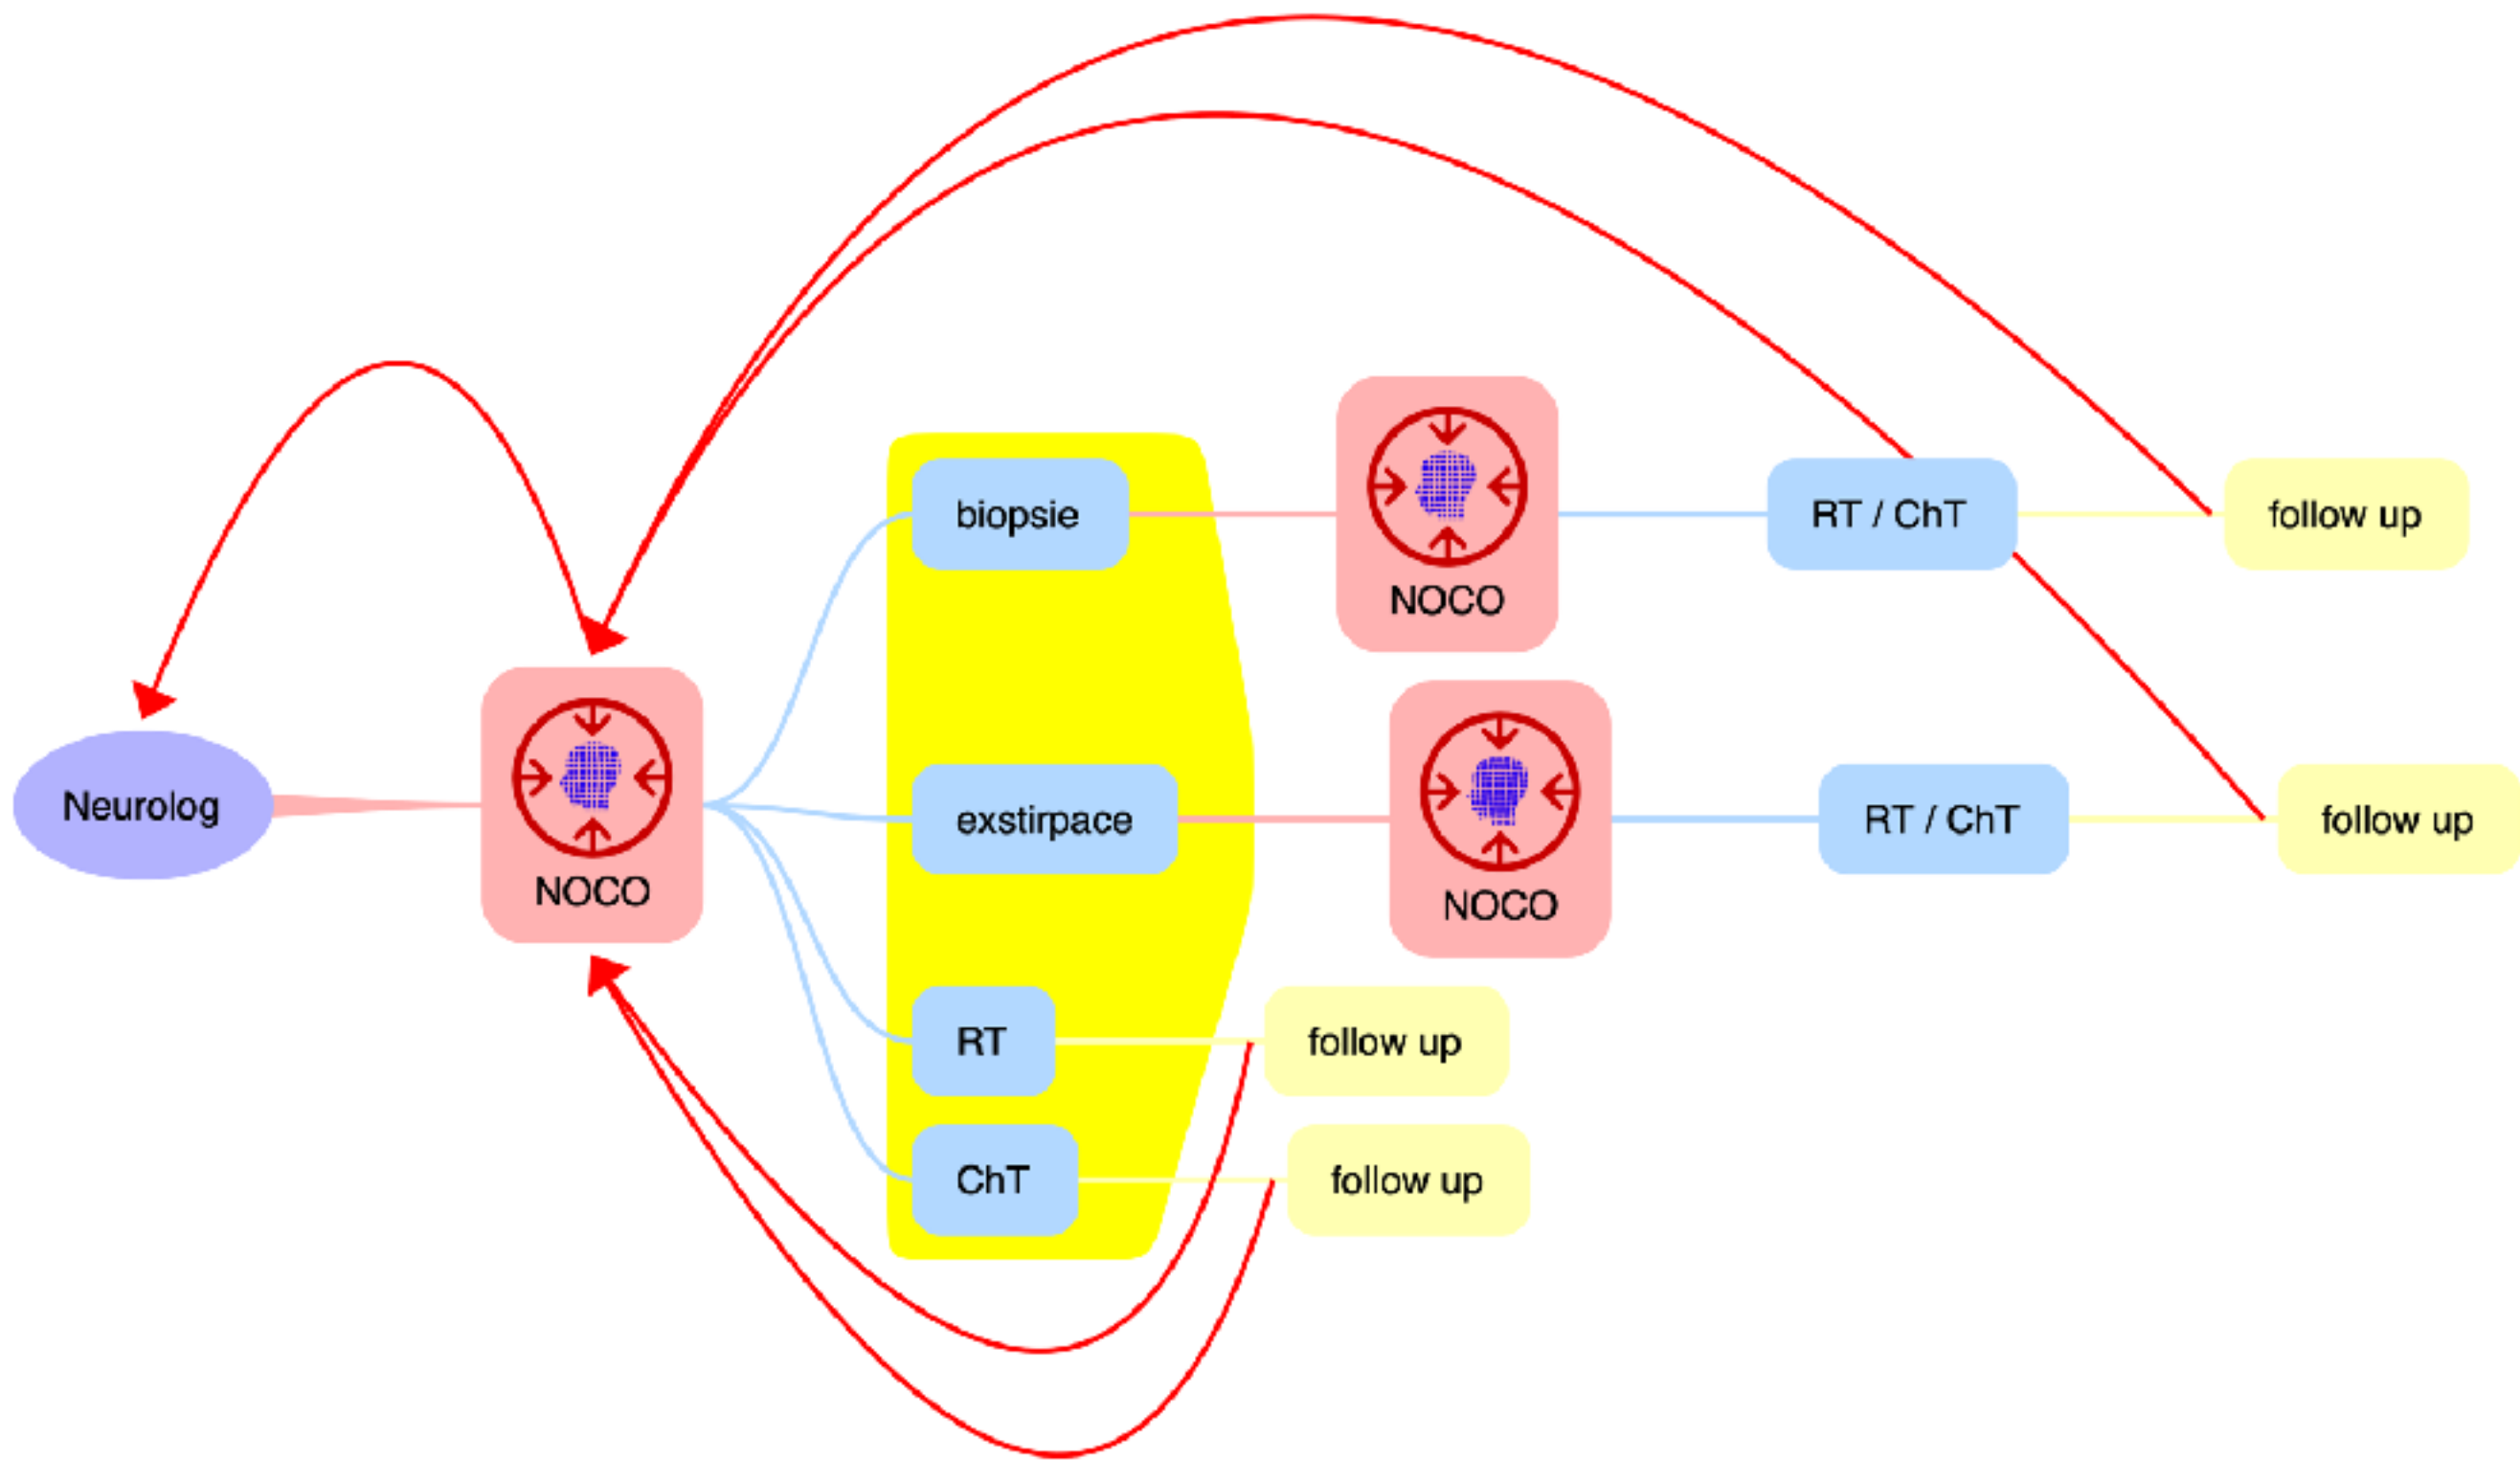 Neurolog
NOCO
biopsie
NOCO
RT / ChT
follow up
exstirpace
NOCO
RT / ChT
follow up
RT
follow up
ChT
follow up